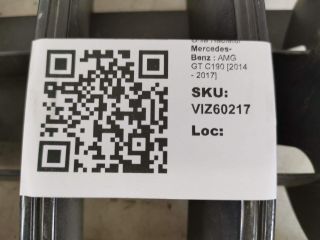 Mercedes-
Benz : AMG
GT C190 [2014
- 2017]
SKU:
VIZ60217
Loc: